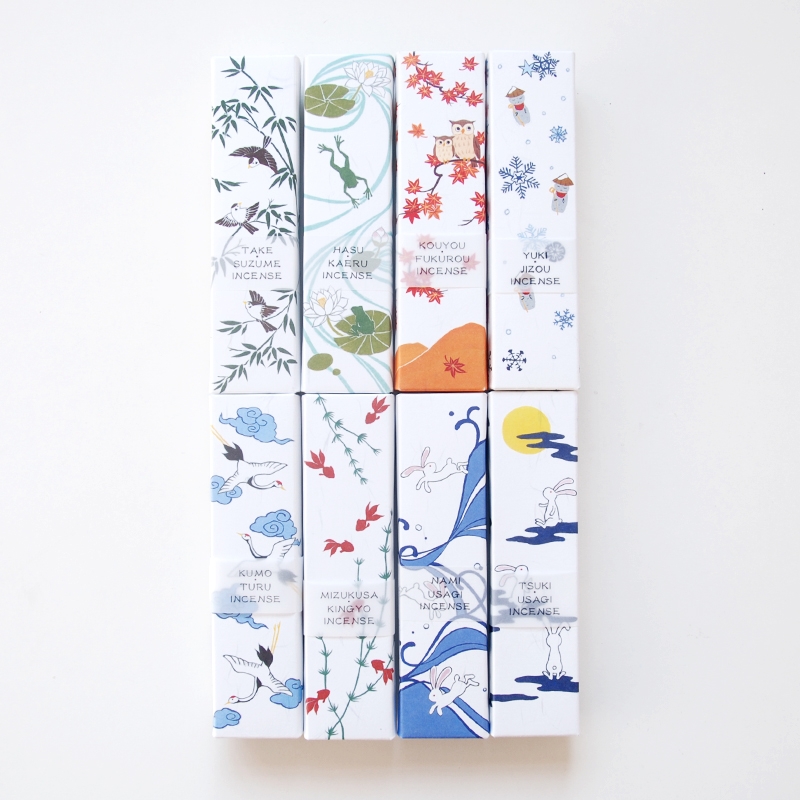 TAKE
・
SUZUME
INCENSE
HASU
・
KAERU
INCENSE
KOUYOU
・
FUKUROU
INCENSE
YUKI
・
JIZOU
INCENSE
KUMO
・
TURU
INCENSE
MIZUKUSA
・
KINGYO
INCENSE
NAMI
・
USAGI
INCENSE
TSUKI
・
USAGI
INCENSE